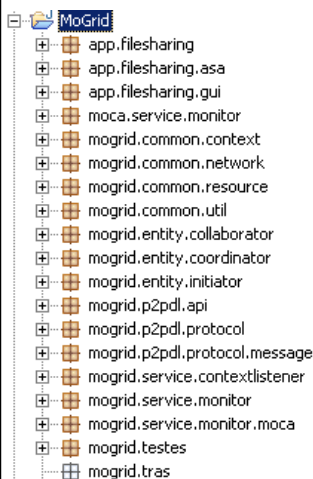 MoGrid
app.filesharing
app.filesharing.asa
app.filesharing.gui
moca.service.monitor
mogrid.common.context
mogrid.common.network
mogrid.common.resource
mogrid.common.util
mogrid.entity.collaborator
mogrid.entity.coordinator
mogrid.entity.initiator
mogrid.p2pdl.api
mogrid.p2pdl.protocol
mogrid.p2pdl.protocol.message
mogrid.service.contextlistener
mogrid.service.monitor
mogrid.service.monitor.moca
mogrid.testes
mogrid.tras